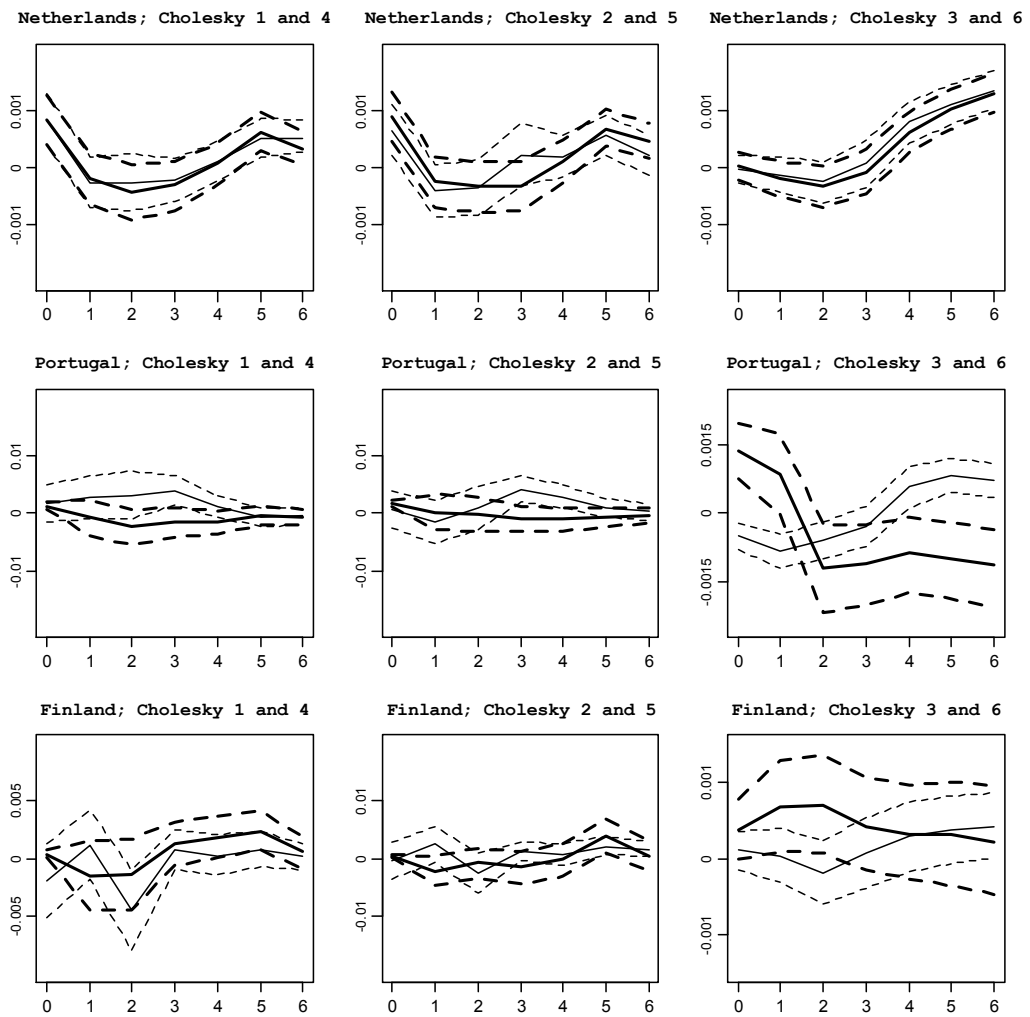 Netherlands; Cholesky 1 and 4
Netherlands; Cholesky 2 and 5
Netherlands; Cholesky 3 and 6
0.001
0
-0.001
0 1 2 3 4 5 6
0.001
0
-0.001
0 1 2 3 4 5 6
0.001
0
-0.001
0 1 2 3 4 5 6
Portugal; Cholesky 1 and 4
Portugal; Cholesky 2 and 5
Portugal; Cholesky 3 and 6
0.01
0
-0.01
0 1 2 3 4 5 6
0.01
0
-0.01
0 1 2 3 4 5 6
0.0015
0
-0.0015
0 1 2 3 4 5 6
Finland; Cholesky 1 and 4
Finland; Cholesky 2 and 5
Finland; Cholesky 3 and 6
0.005
0
-0.005
0 1 2 3 4 5 6
0.01
0
-0.01
0 1 2 3 4 5 6
0.001
0
-0.001
0 1 2 3 4 5 6